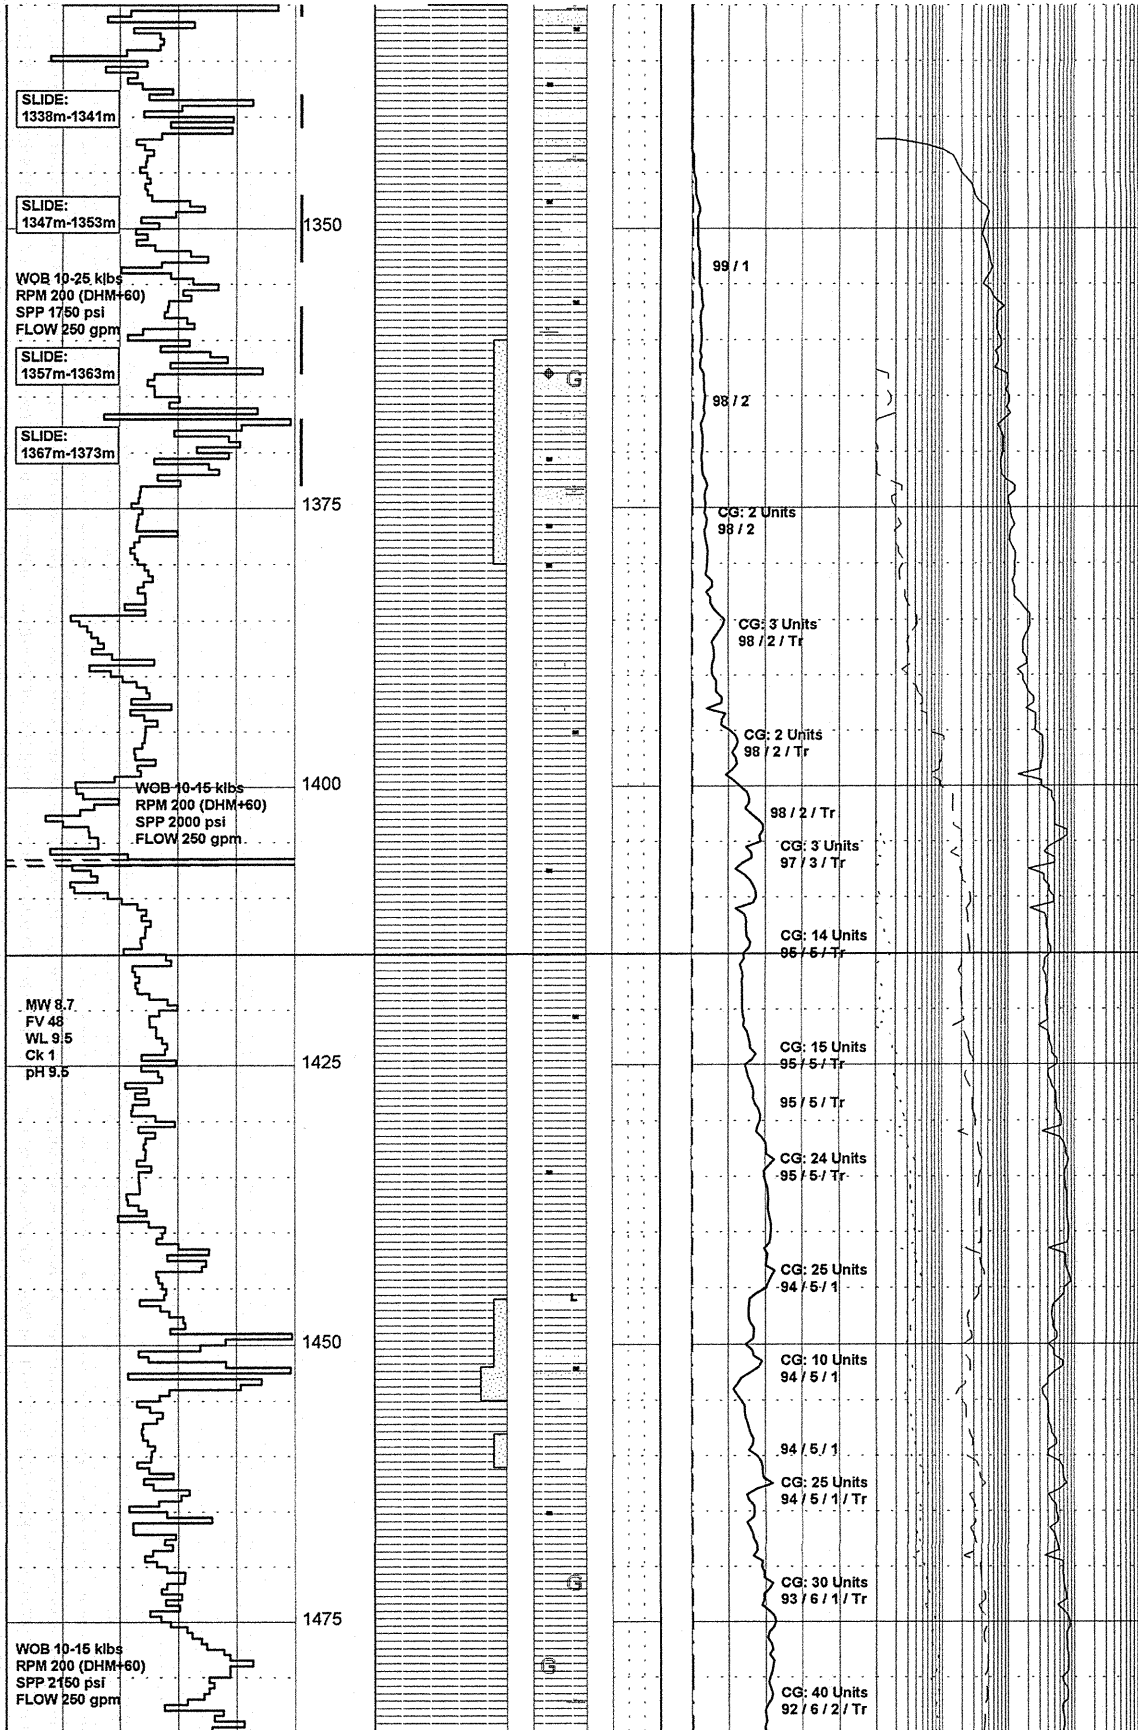 SLIDE:
1338m-1341m
SLIDE:
1347m-1353m
1350
99 / 1
WOB 10-25 klbs
RPM 200 (DHM+60)
SPP 1750 psi
FLOW 250 gpm
SLIDE:
1357m-1363m
G
98 / 2
SLIDE:
1367m-1373m
1375
CG: 2 Units
98 / 2
CG: 3 Units
98 / 2 / Tr
CG: 2 Units
98 / 2 / Tr
1400
WOB 10-15 klbs
RPM 200 (DHM+60)
SPP 2000 psi
FLOW 250 gpm
98 / 2 / Tr
CG: 3 Units
97 / 3 / Tr
CG: 14 Units
95 / 5 / Tr
MW 8.7
FV 48
WL 9.5
Ck 1
pH 9.5
CG: 15 Units
95 / 5 / Tr
1425
95 / 5 / Tr
CG: 24 Units
95 / 5 / Tr
CG: 25 Units
94 / 5 / 1
L
1450
CG: 10 Units
94 / 5 / 1
94 / 5 / 1
CG: 25 Units
94 / 5 / 1 / Tr
G
CG: 30 Units
93 / 6 / 1 / Tr
1475
WOB 10-15 klbs
RPM 200 (DHM+60)
SPP 2150 psi
FLOW 250 gpm
G
CG: 40 Units
92 / 6 / 2 / Tr